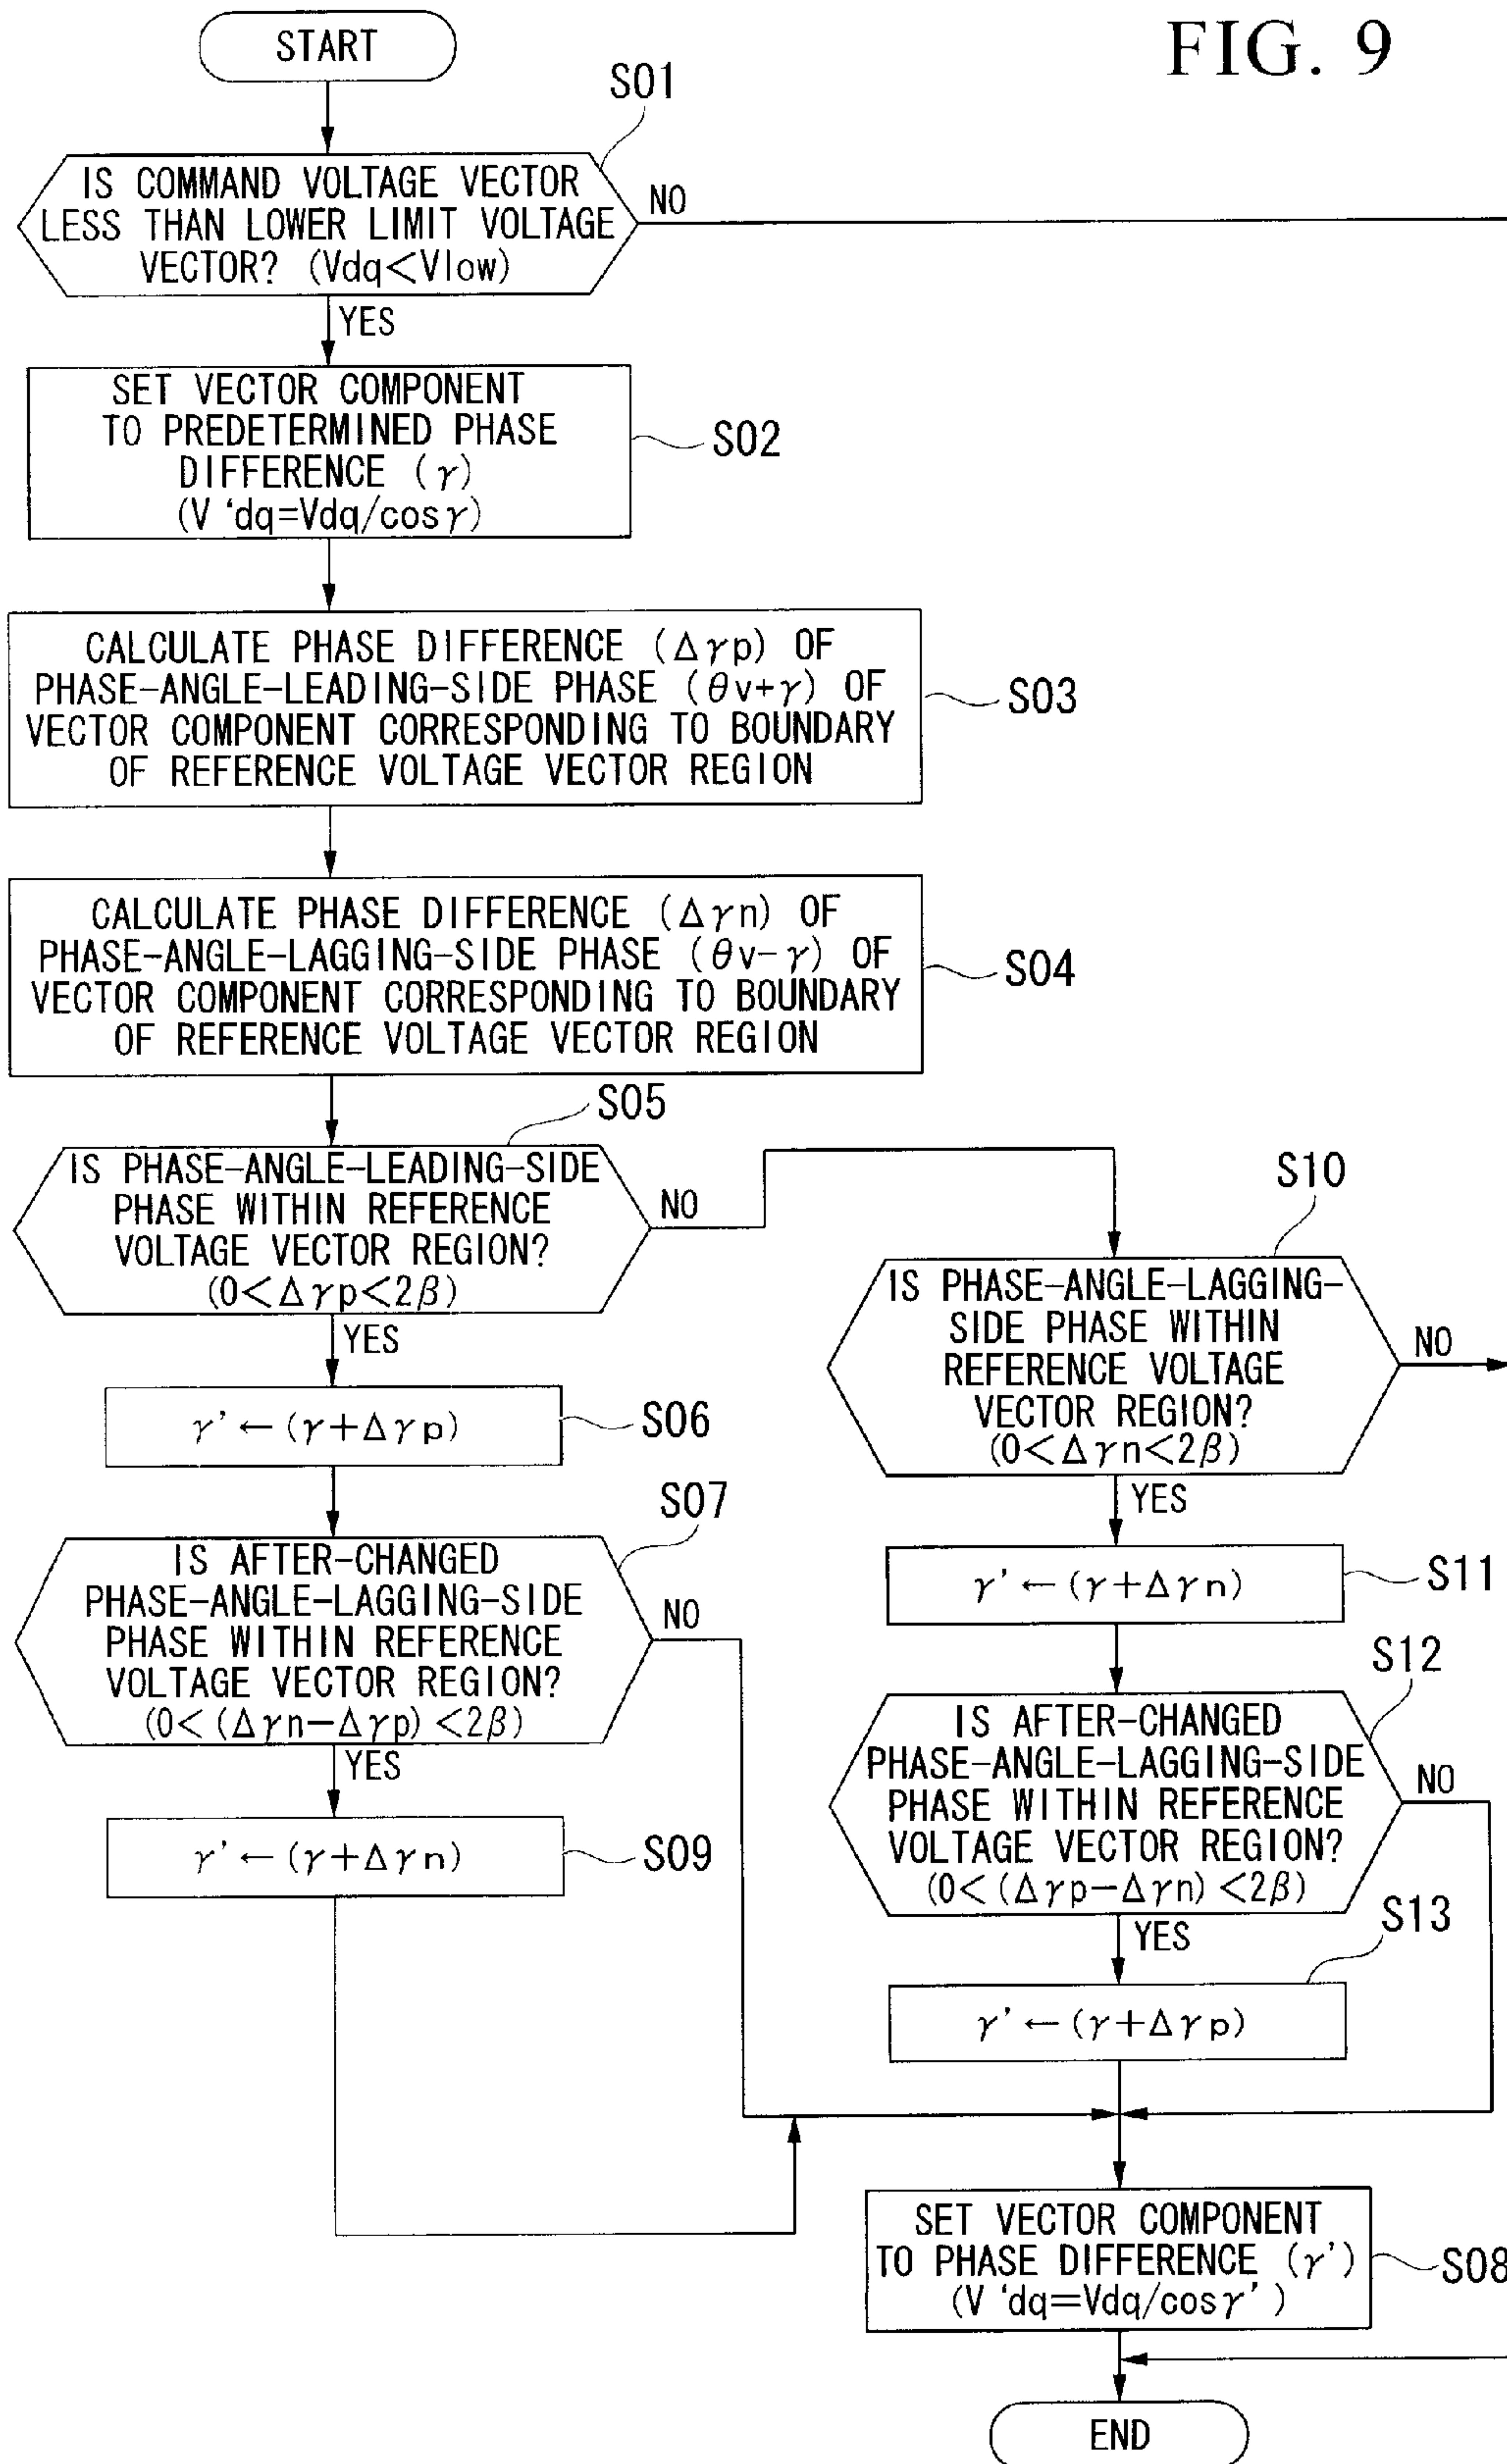 FIG. 9
START
S01
IS COMMAND VOLTAGE VECTOR
LESS THAN LOWER LIMIT VOLTAGE
VECTOR? (Vdq<Vlow)
NO
YES
SET VECTOR COMPONENT
TO PREDETERMINED PHASE
DIFFERENCE (γ)
(V‘dq=Vdq/cosγ)
S02
CALCULATE PHASE DIFFERENCE (Δγp) OF
PHASE-ANGLE-LEADING-SIDE PHASE (θv+γ) OF
VECTOR COMPONENT CORRESPONDING TO BOUNDARY
OF REFERENCE VOLTAGE VECTOR REGION
S03
CALCULATE PHASE DIFFERENCE (Δγn) OF
PHASE-ANGLE-LAGGING-SIDE PHASE (θv-γ) OF
VECTOR COMPONENT CORRESPONDING TO BOUNDARY
OF REFERENCE VOLTAGE VECTOR REGION
S04
S05
IS PHASE-ANGLE-LEADING-SIDE
PHASE WITHIN REFERENCE
VOLTAGE VECTOR REGION?
(0<Δγp<2β)
NO
YES
γ'←(γ+Δγp)
S06
S07
IS AFTER-CHANGED
PHASE-ANGLE-LAGGING-SIDE
PHASE WITHIN REFERENCE
VOLTAGE VECTOR REGION?
(0<(Δγn-Δγp)<2β)
NO
YES
γ'←(γ+Δγn)
S09
S10
IS PHASE-ANGLE-LAGGING-
SIDE PHASE WITHIN
REFERENCE VOLTAGE
VECTOR REGION?
(0<Δγn<2β)
NO
YES
γ'←(γ+Δγn)
S11
S12
IS AFTER-CHANGED
PHASE-ANGLE-LAGGING-SIDE
PHASE WITHIN REFERENCE
VOLTAGE VECTOR REGION?
(0<(Δγp-Δγn)<2β)
NO
YES
S13
γ'←(γ+Δγp)
SET VECTOR COMPONENT
TO PHASE DIFFERENCE (γ')
(V‘dq=Vdq/cosγ')
S08
END